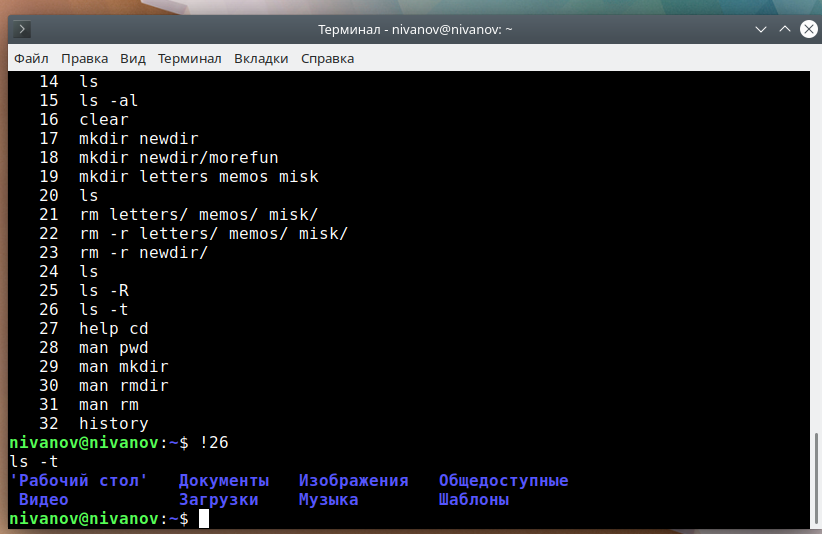 Терминал - nivanov@nivanov: ~
Файл Правка Вид Терминал Вкладки Справка
14 ls
15 ls -al
16 clear
17 mkdir newdir
18 mkdir newdir/morefun
19 mkdir letters memos misk
20 ls
21 rm letters/ memos/ misk/
22 rm -r letters/ memos/ misk/
23 rm -r newdir/
24 ls
25 ls -R
26 ls -t
27 help cd
28 man pwd
29 man mkdir
30 man rmdir
31 man rm
32 history
nivanov@nivanov:~$ !26
ls -t
'Рабочий стол' Документы Изображения Общедоступные
Видео Загрузки Музыка Шаблоны
nivanov@nivanov:~$